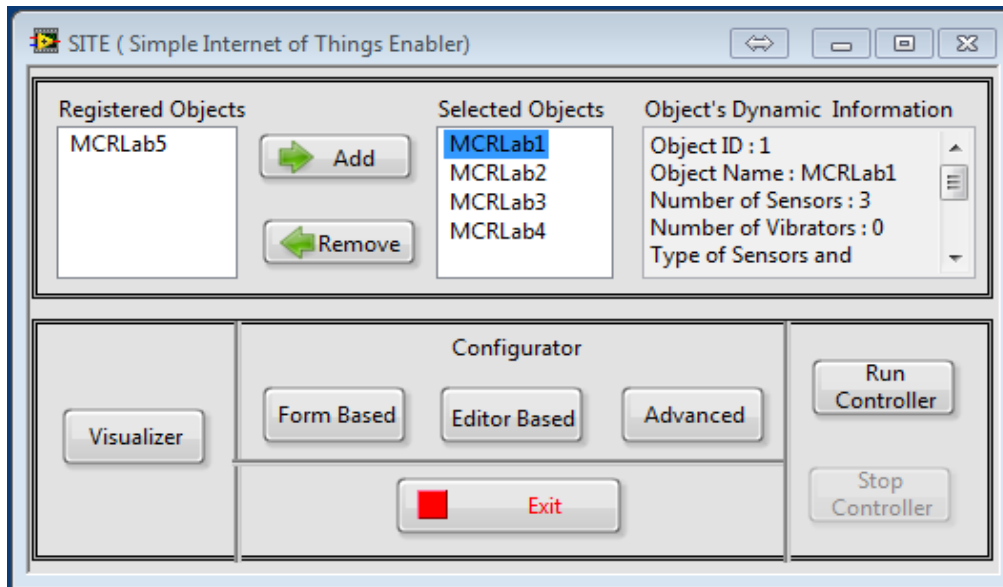 SITE ( Simple Internet of Things Enabler)
Registered Objects
MCRLab5
Add
Remove
Selected Objects
MCRLab1
MCRLab2
MCRLab3
MCRLab4
Object's Dynamic Information
Object ID : 1
Object Name : MCRLab1
Number of Sensors : 3
Number of Vibrators : 0
Type of Sensors and
Visualizer
Configurator
Form Based
Editor Based
Advanced
Exit
Run
Controller
Stop
Controller